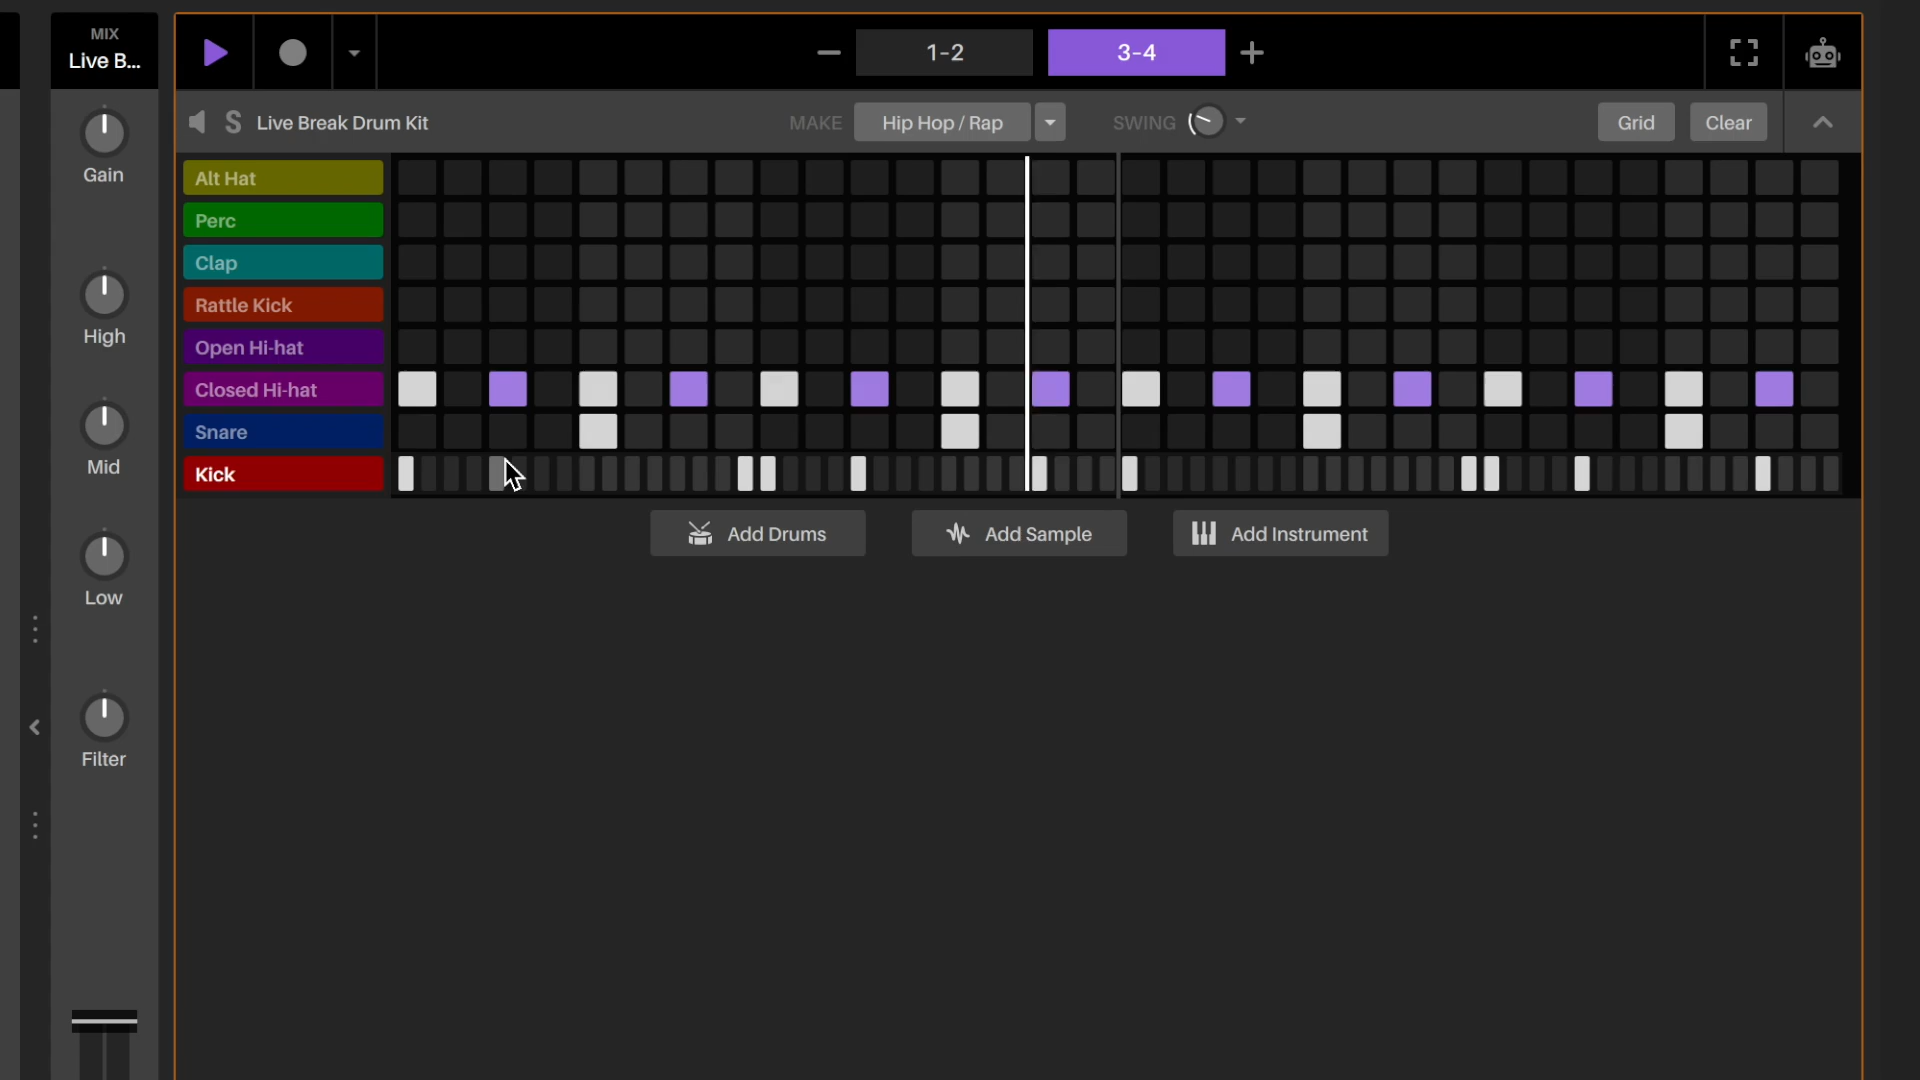 MIX
Live B...
1-2
3-4
S
Live Break Drum Kit
MAKE
Hip Hop / Rap
SWING
Grid
Clear
Gain
High
Mid
Low
Filter
Alt Hat
Perc
Clap
Rattle Kick
Open Hi-hat
Closed Hi-hat
Snare
Kick
Add Drums
Add Sample
Add Instrument